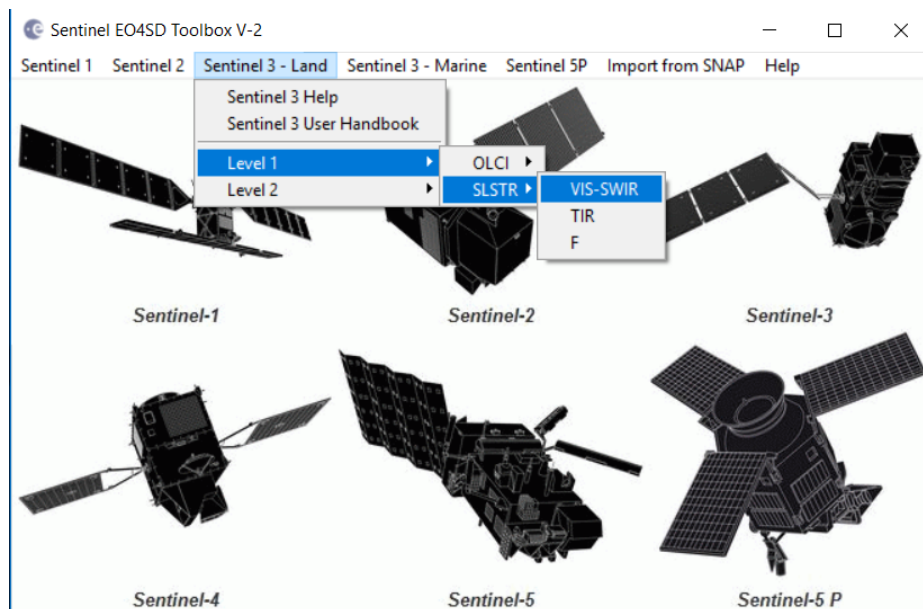 Sentinel EO4SD Toolbox V-2
Sentinel 1 Sentinel 2 Sentinel 3 - Land Sentinel 3 - Marine Sentinel 5P Import from SNAP Help
Sentinel 3 Help
Sentinel 3 User Handbook
Level 1
Level 2
OLCI
SLSTR
VIS-SWIR
TIR
F
Sentinel-1 Sentinel-2 Sentinel-3
Sentinel-4 Sentinel-5 Sentinel-5 P